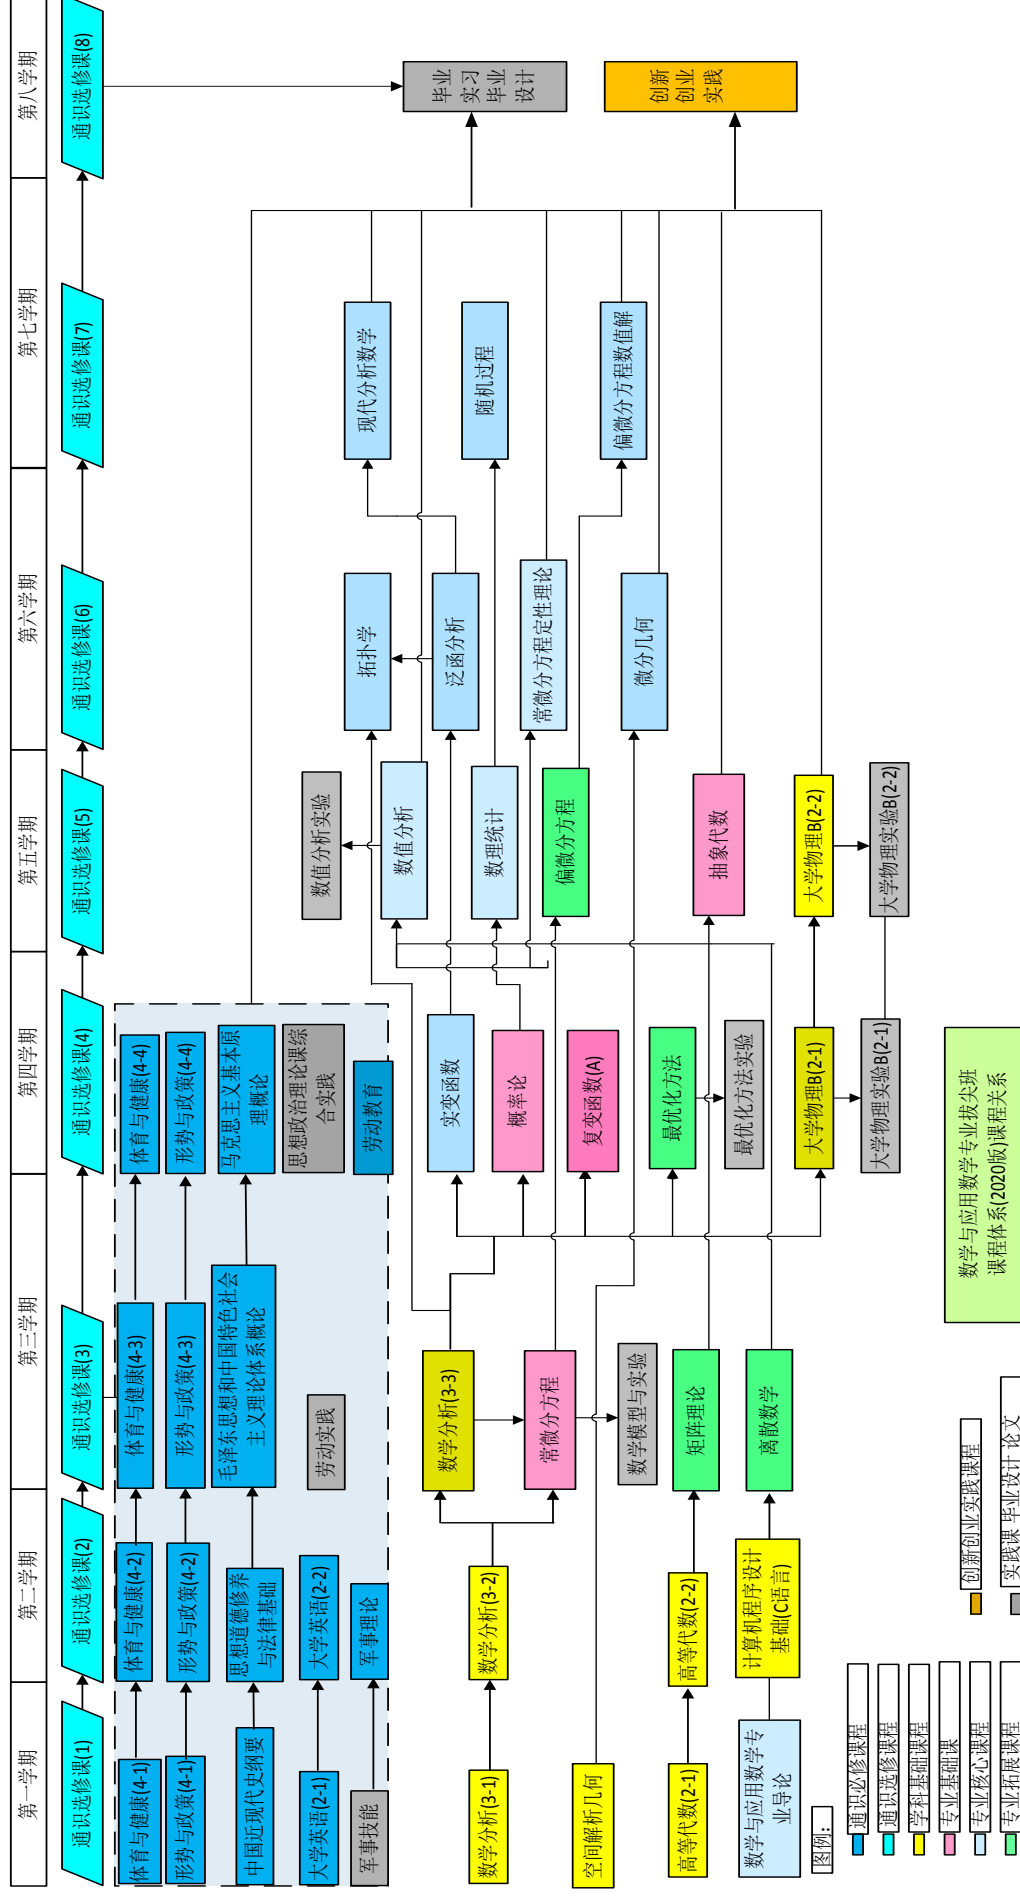 第一学期
第二学期
第三学期
第四学期
第五学期
第六学期
第七学期
第八学期
通识选修课(1)
通识选修课(2)
通识选修课(3)
通识选修课(4)
通识选修课(5)
通识选修课(6)
通识选修课(7)
通识选修课(8)
体育与健康(4-1)
体育与健康(4-2)
体育与健康(4-3)
体育与健康(4-4)
形势与政策(4-1)
形势与政策(4-2)
形势与政策(4-3)
形势与政策(4-4)
中国近现代史纲要
思想道德修养
与法律基础
毛泽东思想和中国特色社会
主义理论体系概论
马克思主义基本原
理概论
大学英语(2-1)
大学英语(2-2)
劳动实践
思想政治理论课综
合实践
军事技能
军事理论
劳动教育
数值分析实验
拓扑学
现代分析数学
毕业
实习
毕业
设计
数学分析(3-1)
数学分析(3-2)
数学分析(3-3)
实变函数
数值分析
泛函分析
随机过程
常微分方程
概率论
数理统计
常微分方程定性理论
空间解析几何
复变函数(A)
偏微分方程
微分几何
偏微分方程数值解
创新
创业
实践
数学模型与实验
高等代数(2-1)
高等代数(2-2)
矩阵理论
最优化方法
抽象代数
最优化方法实验
数学与应用数学专
业导论
计算机程序设计
基础(C语言)
离散数学
大学物理B(2-1)
大学物理B(2-2)
大学物理实验B(2-1)
大学物理实验B(2-2)
图例:
通识必修课程
通识选修课程
学科基础课程
专业基础课
专业核心课程
专业拓展课程
创新创业实践课程
实践课 毕业设计 论文
数学与应用数学专业拔尖班
课程体系(2020版)课程关系